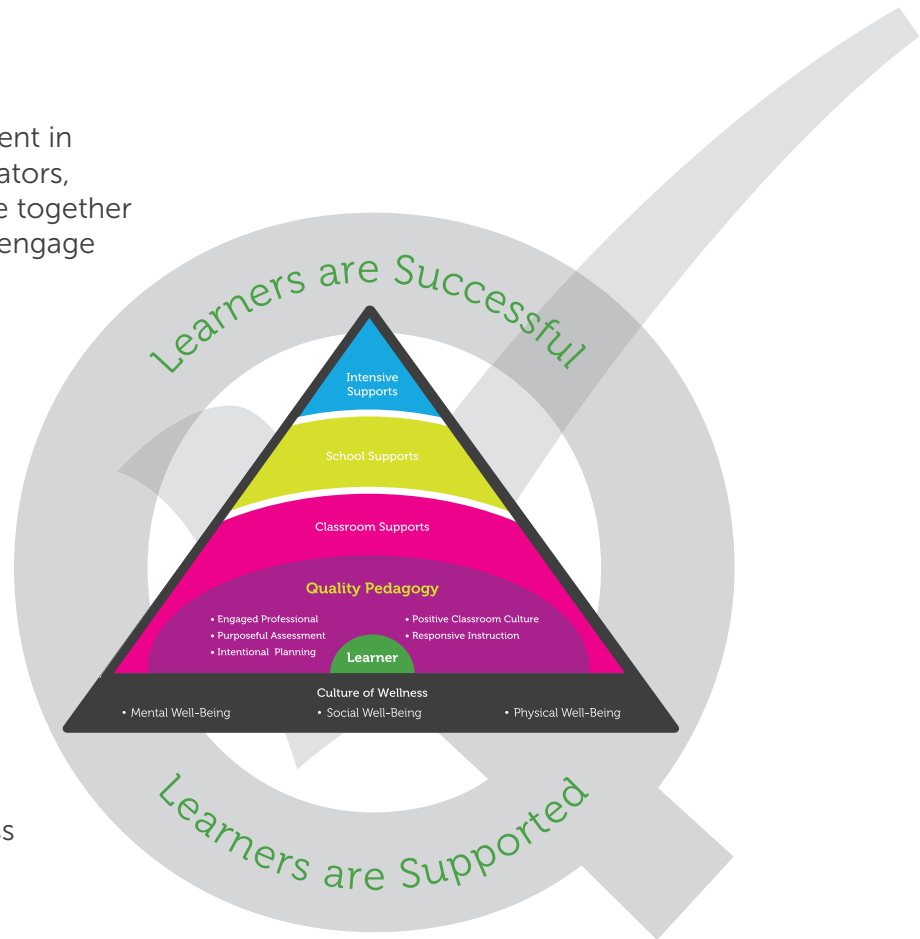 ent in
ators,
e together
engage
Learners are Successful
Intensive
Supports
School Supports
Classroom Supports
Quality Pedagogy
• Engaged Professional
• Purposeful Assessment
• Intentional Planning
• Positive Classroom Culture
• Responsive Instruction
Learner
Culture of Wellness
• Mental Well-Being
• Social Well-Being
• Physical Well-Being
s
Learners are Supported